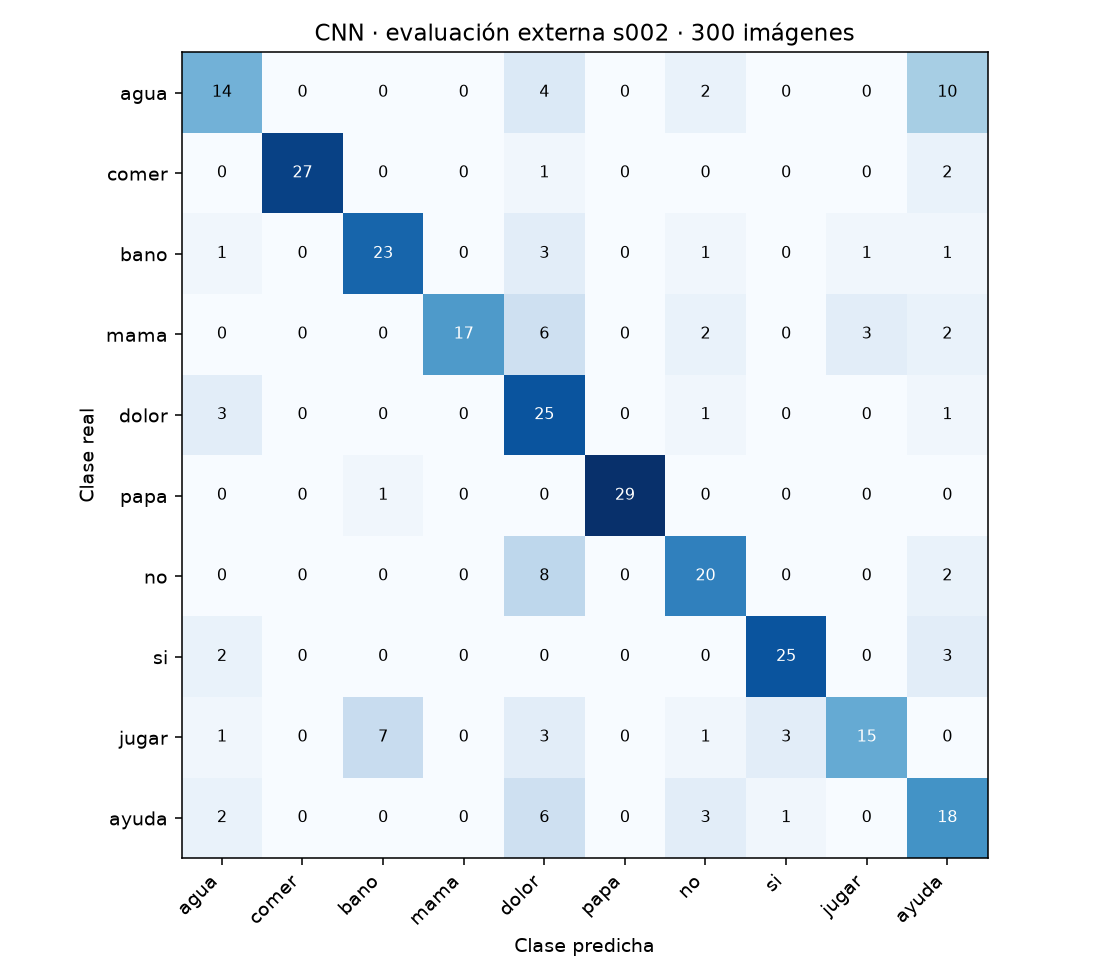 CNN · evaluación externa s002 · 300 imágenes
agua 14 0 0 0 4 0 2 0 0 10
comer 0 27 0 0 1 0 0 0 0 2
bano 1 0 23 0 3 0 1 0 1 1
mama 0 0 0 17 6 0 2 0 3 2
dolor 3 0 0 0 25 0 1 0 0 1
papa 0 0 1 0 0 29 0 0 0 0
no 0 0 0 0 8 0 20 0 0 2
si 2 0 0 0 0 0 0 25 0 3
jugar 1 0 7 0 3 0 1 3 15 0
ayuda 2 0 0 0 6 0 3 1 0 18
Clase real
agua comer bano mama dolor papa no si jugar ayuda
Clase predicha